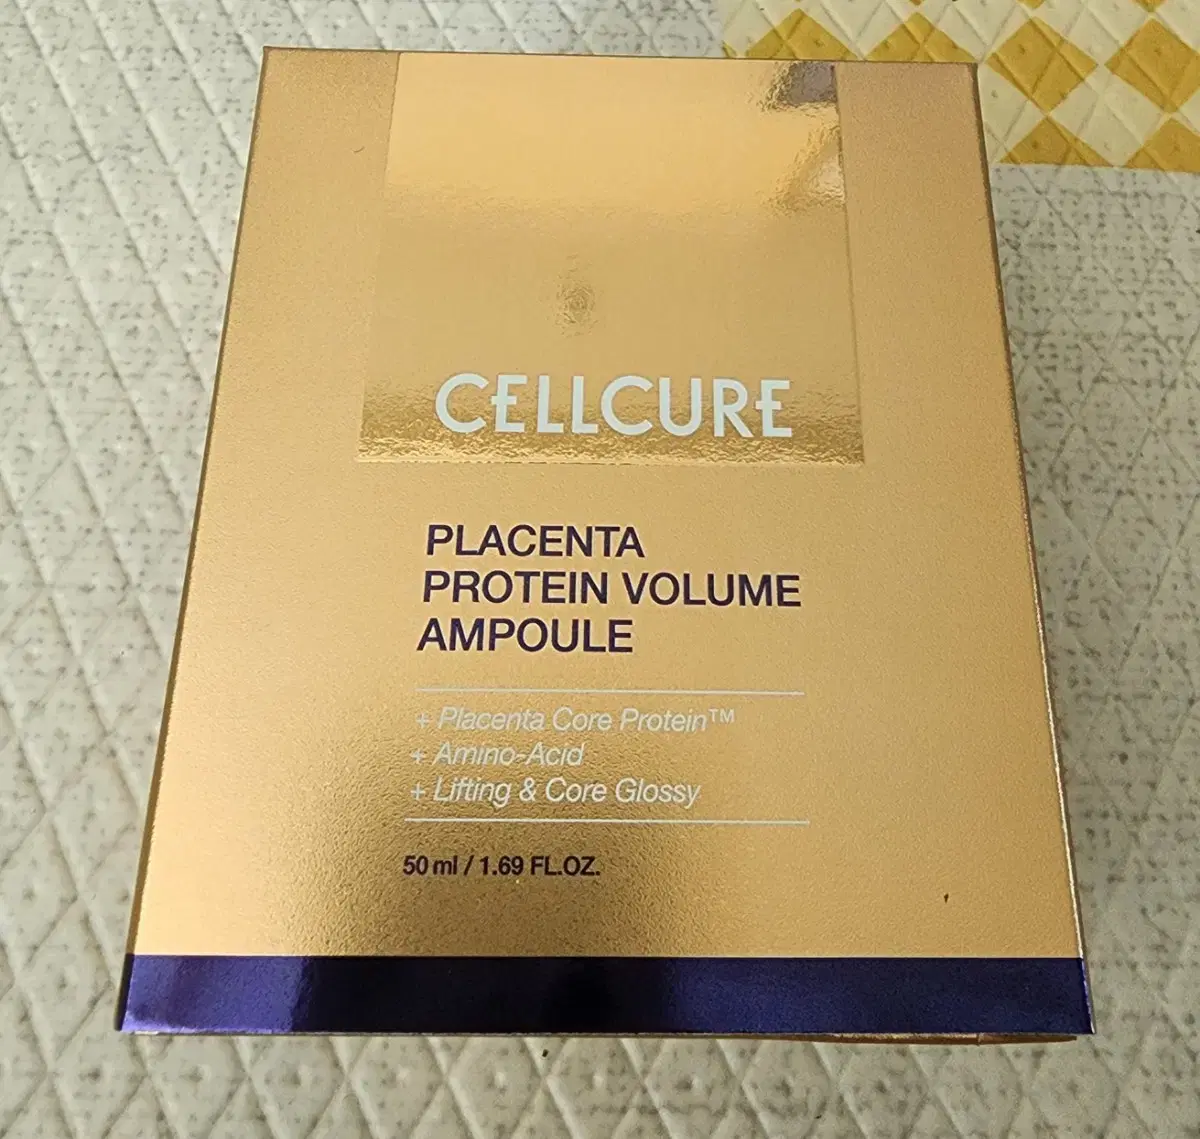 CELLCURE
PLACENTA
PROTEIN VOLUME
AMPOULE
+ Placenta Core Protein™
+ Amino-Acid
+ Lifting & Core Glossy
50 ml / 1.69 FL.OZ.